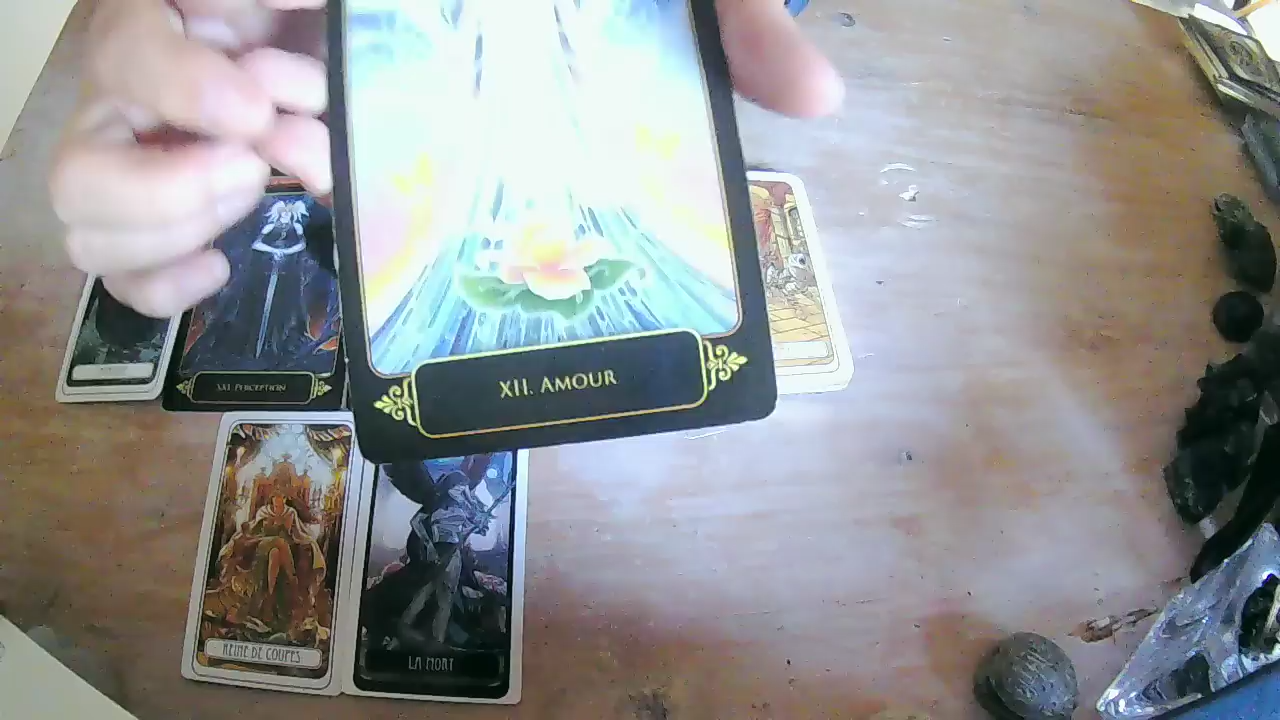 XII. AMOUR
XXI. PERCEPTION
REINE DE COUPES
LA MORT